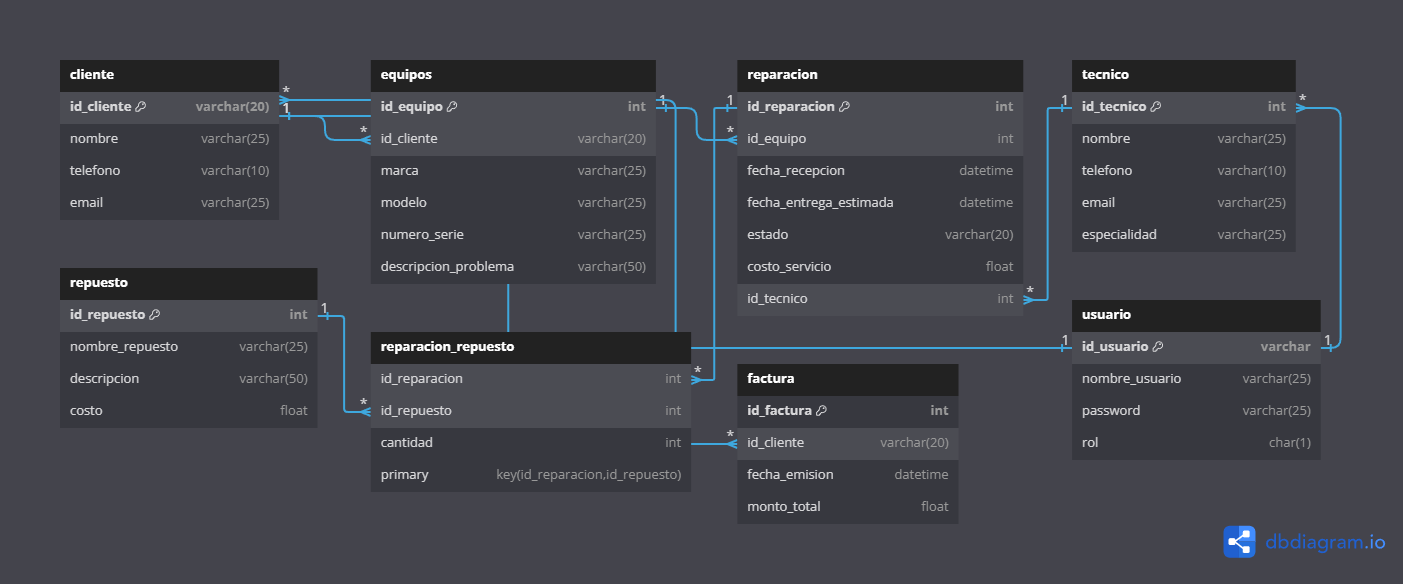 cliente
id_cliente varchar(20)
nombre varchar(25)
telefono varchar(10)
email varchar(25)
equipos
id_equipo int
id_cliente varchar(20)
marca varchar(25)
modelo varchar(25)
numero_serie varchar(25)
descripcion_problema varchar(50)
reparacion
id_reparacion int
id_equipo int
fecha_recepcion datetime
fecha_entrega_estimada datetime
estado varchar(20)
costo_servicio float
id_tecnico int
tecnico
id_tecnico int
nombre varchar(25)
telefono varchar(10)
email varchar(25)
especialidad varchar(25)
repuesto
id_repuesto int
nombre_repuesto varchar(25)
descripcion varchar(50)
costo float
reparacion_repuesto
id_reparacion int
id_repuesto int
cantidad int
primary key(id_reparacion,id_repuesto)
factura
id_factura int
id_cliente varchar(20)
fecha_emision datetime
monto_total float
usuario
id_usuario varchar
nombre_usuario varchar(25)
password varchar(25)
rol char(1)
* 1 * 1 * 1 * 1 * 1 * 1 * * 1 1 *
dbdiagram.io